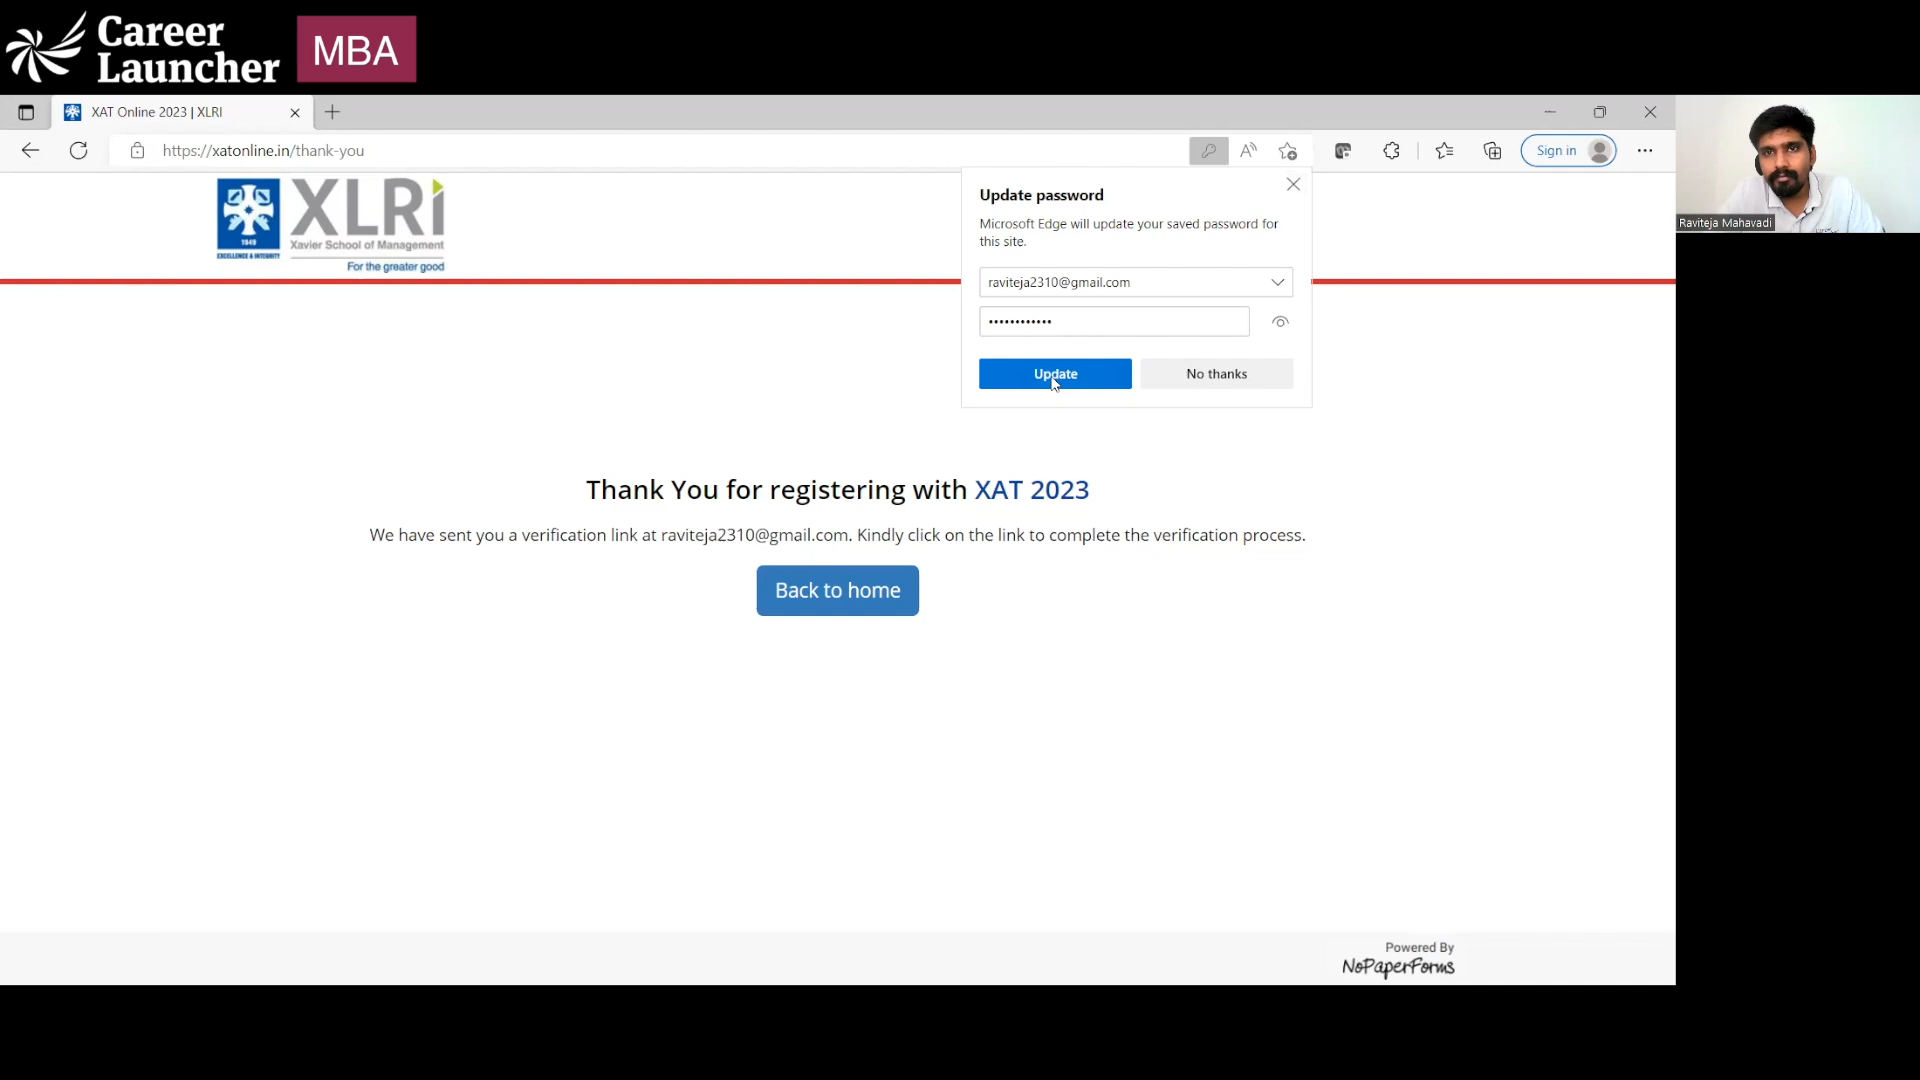 Career
Launcher
MBA
XAT Online 2023 | XLRI
https://xatonline.in/thank-you
Sign in
XLRi
Xavier School of Management
For the greater good
1949
EXCELLENCE & INTEGRITY
Update password
Microsoft Edge will update your saved password for
this site.
raviteja2310@gmail.com
••••••••••••
Update
No thanks
Raviteja Mahavadi
Thank You for registering with XAT 2023
We have sent you a verification link at raviteja2310@gmail.com. Kindly click on the link to complete the verification process.
Back to home
Powered By
NoPaperForms